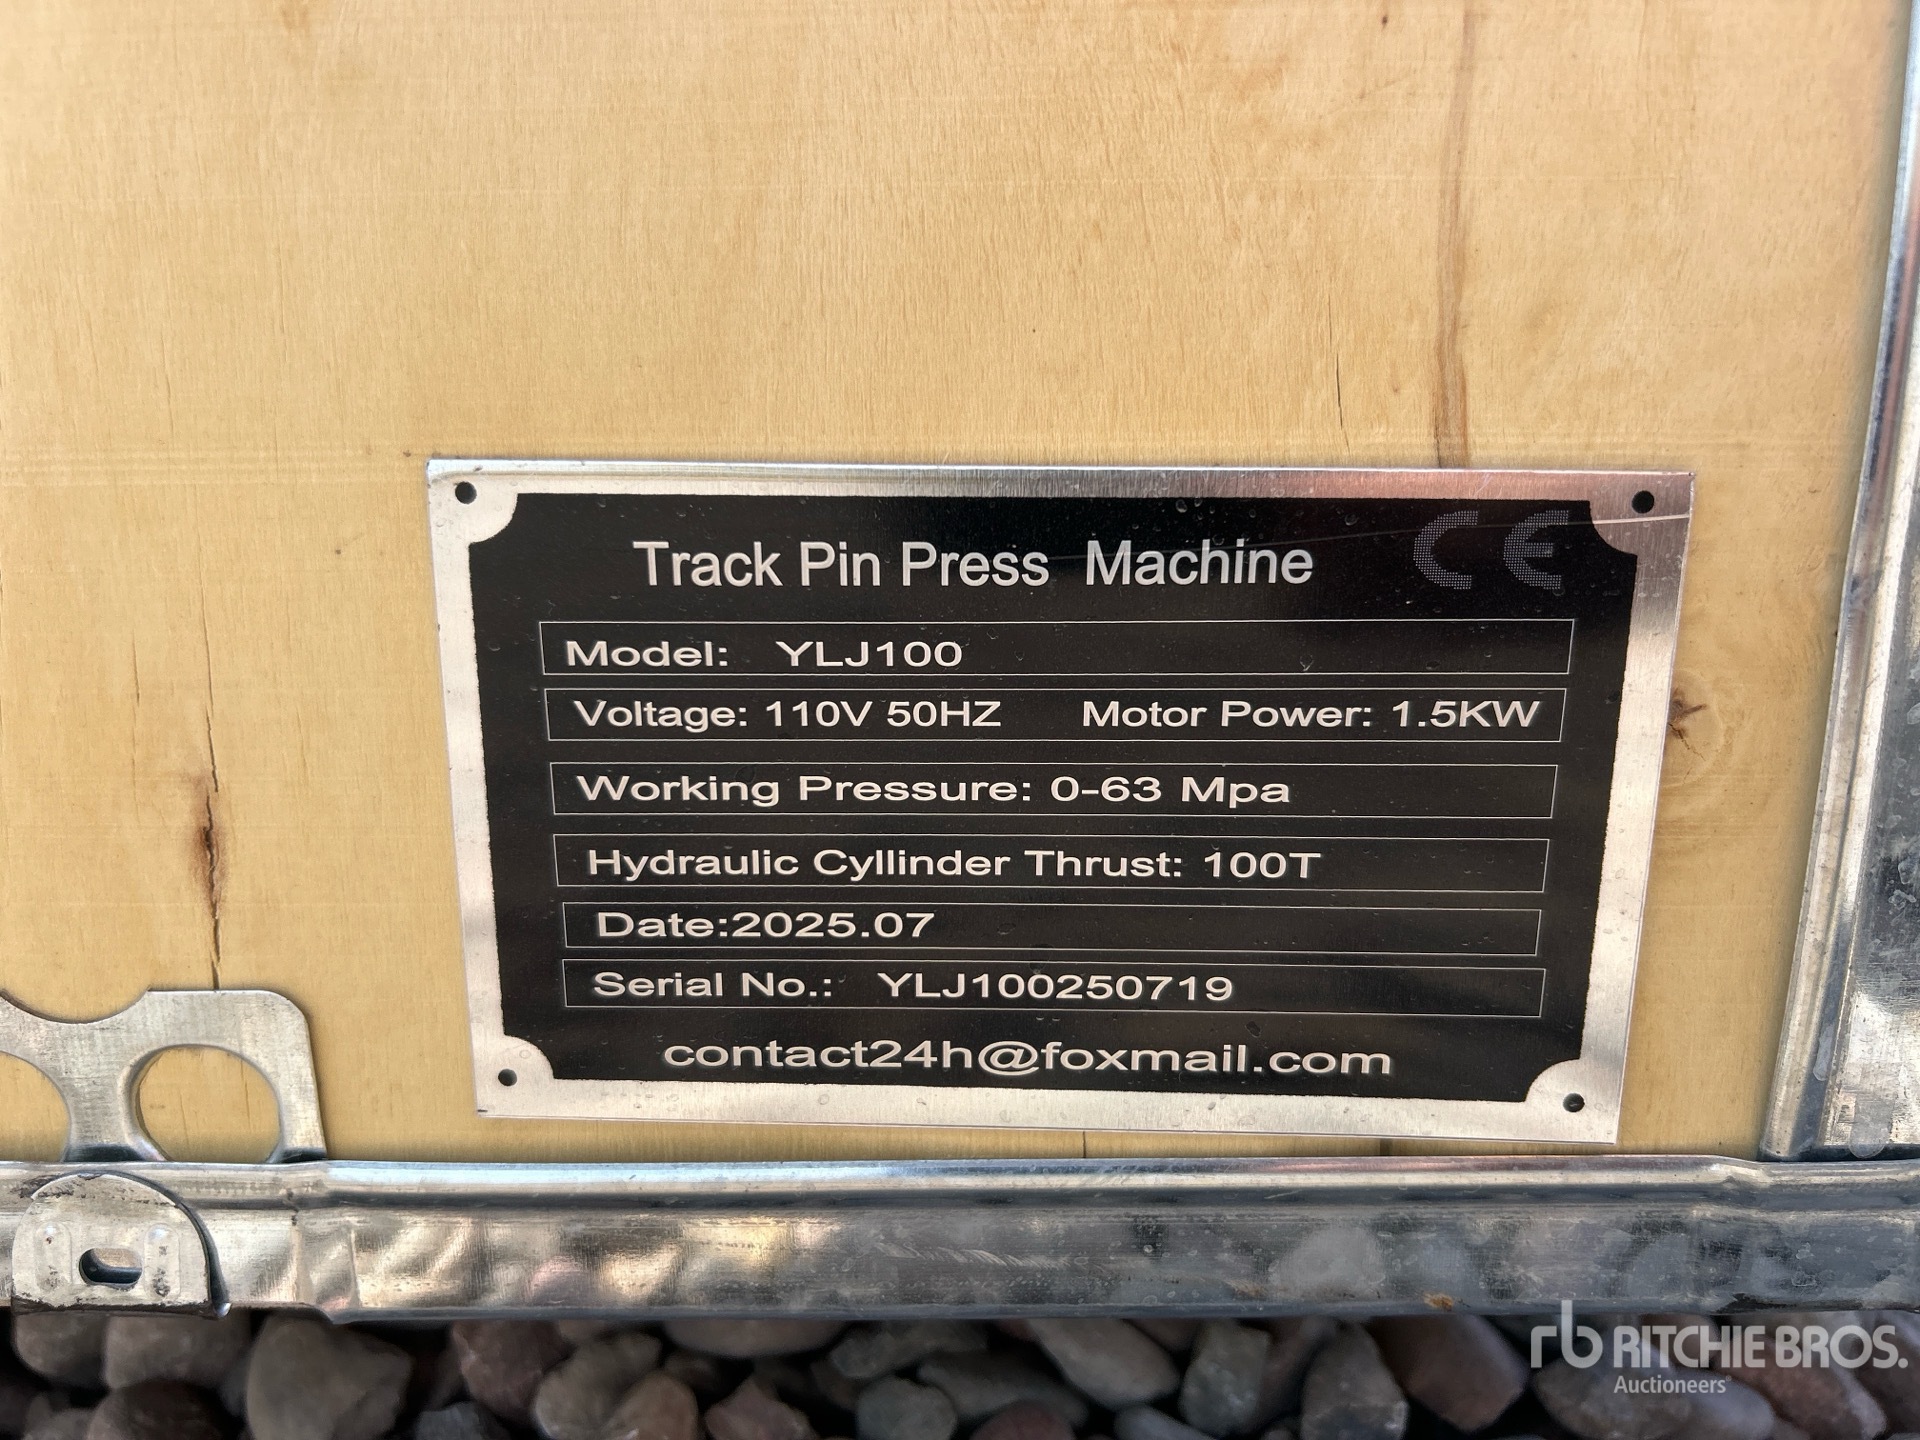 Track Pin Press Machine CE
Model: YLJ100
Voltage: 110V 50HZ Motor Power: 1.5KW
Working Pressure: 0-63 Mpa
Hydraulic Cyllinder Thrust: 100T
Date:2025.07
Serial No.: YLJ100250719
contact24h@foxmail.com
rb RITCHIE BROS.
Auctioneers